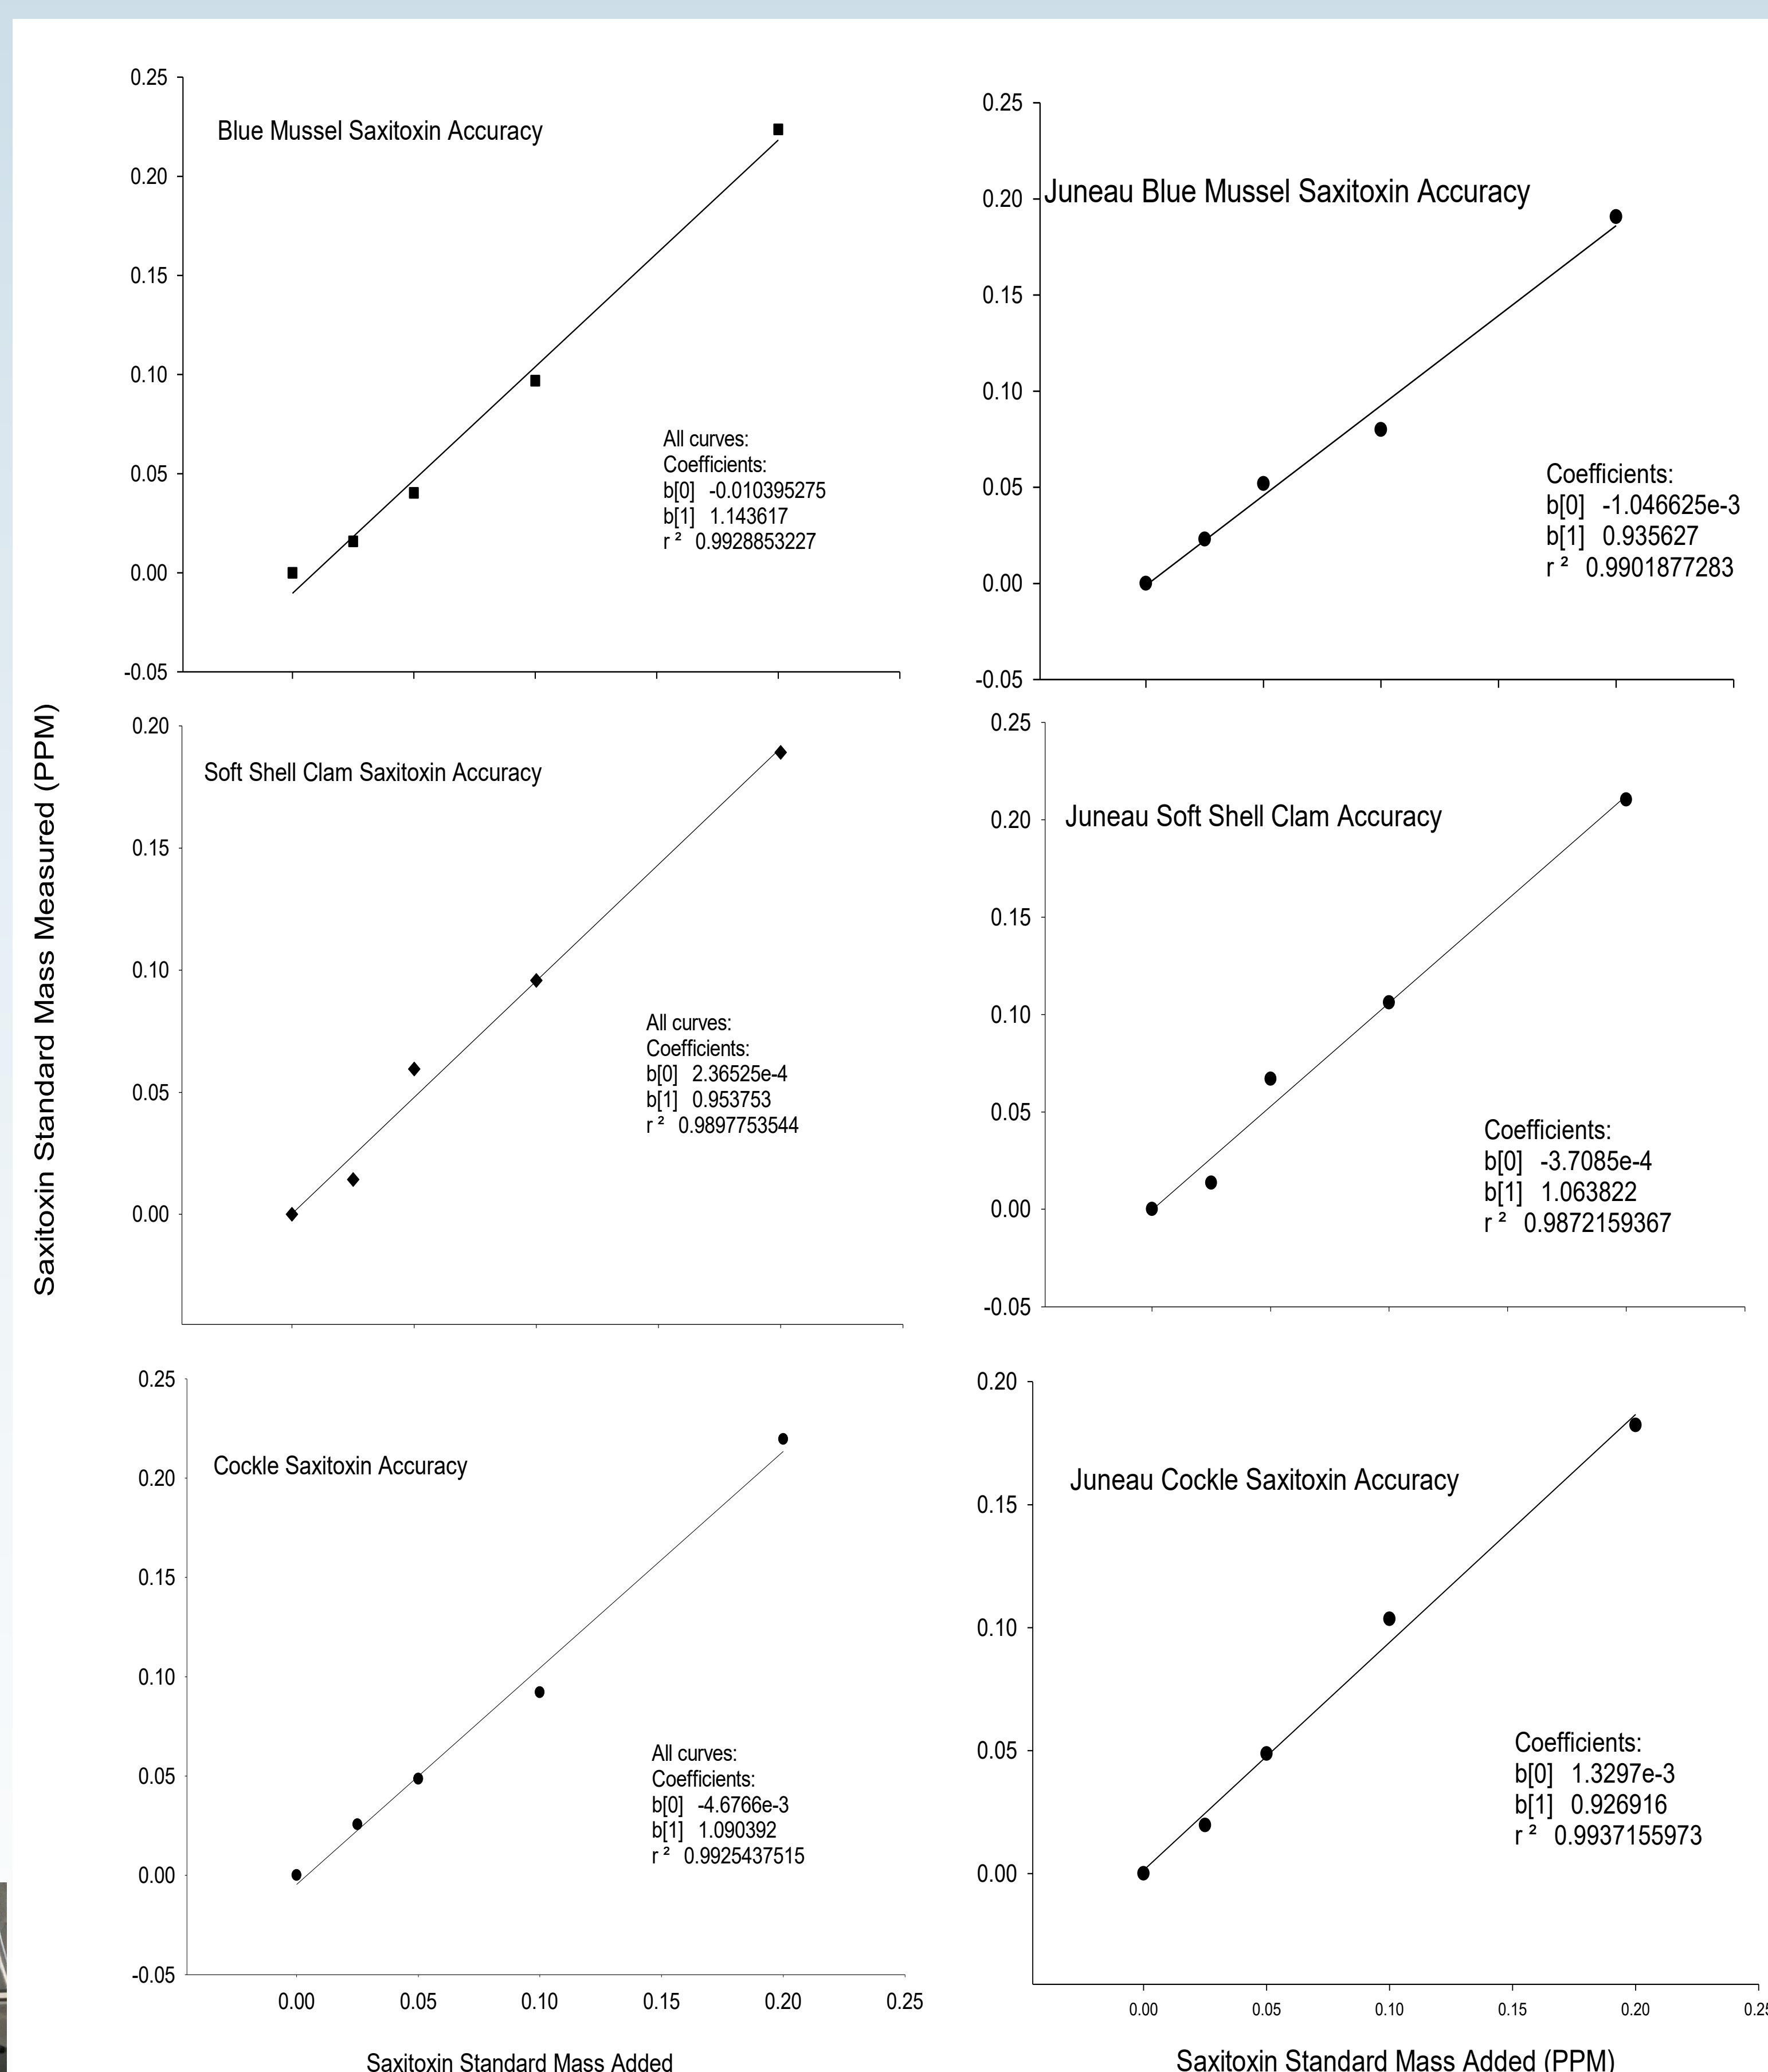 Saxitoxin Standard Mass Measured (PPM)
0.25
0.20
0.15
0.10
0.05
0.00
-0.05
Blue Mussel Saxitoxin Accuracy
All curves:
Coefficients:
b[0] -0.010395275
b[1] 1.143617
r ² 0.9928853227
0.25
0.20
0.15
0.10
0.05
0.00
-0.05
Juneau Blue Mussel Saxitoxin Accuracy
Coefficients:
b[0] -1.046625e-3
b[1] 0.935627
r ² 0.9901877283
0.20
0.15
0.10
0.05
0.00
Soft Shell Clam Saxitoxin Accuracy
All curves:
Coefficients:
b[0] 2.36525e-4
b[1] 0.953753
r ² 0.9897753544
0.25
0.20
0.15
0.10
0.05
0.00
-0.05
Juneau Soft Shell Clam Accuracy
Coefficients:
b[0] -3.7085e-4
b[1] 1.063822
r ² 0.9872159367
0.25
0.20
0.15
0.10
0.05
0.00
-0.05
Cockle Saxitoxin Accuracy
All curves:
Coefficients:
b[0] -4.6766e-3
b[1] 1.090392
r ² 0.9925437515
0.00 0.05 0.10 0.15 0.20 0.25
Saxitoxin Standard Mass Added
0.20
0.15
0.10
0.05
0.00
Juneau Cockle Saxitoxin Accuracy
Coefficients:
b[0] 1.3297e-3
b[1] 0.926916
r ² 0.9937155973
0.00 0.05 0.10 0.15 0.20 0.25
Saxitoxin Standard Mass Added (PPM)